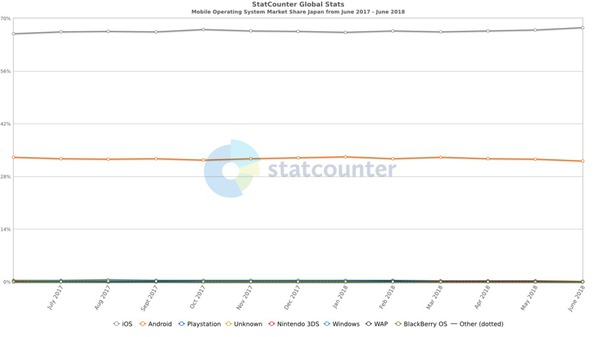 StatCounter Global Stats
Mobile Operating System Market Share Japan from June 2017 - June 2018
70%
56%
42%
28%
14%
0%
statcounter
July 2017
Aug 2017
Sept 2017
Oct 2017
Nov 2017
Dec 2017
Jan 2018
Feb 2018
Mar 2018
Apr 2018
May 2018
June 2018
iOS Android Playstation Unknown Nintendo 3DS Windows WAP BlackBerry OS Other (dotted)